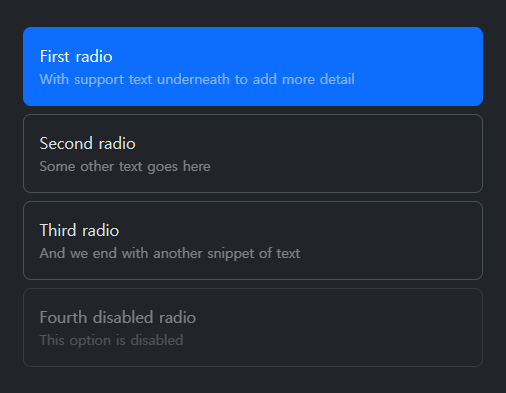 First radio
With support text underneath to add more detail
Second radio
Some other text goes here
Third radio
And we end with another snippet of text
Fourth disabled radio
This option is disabled